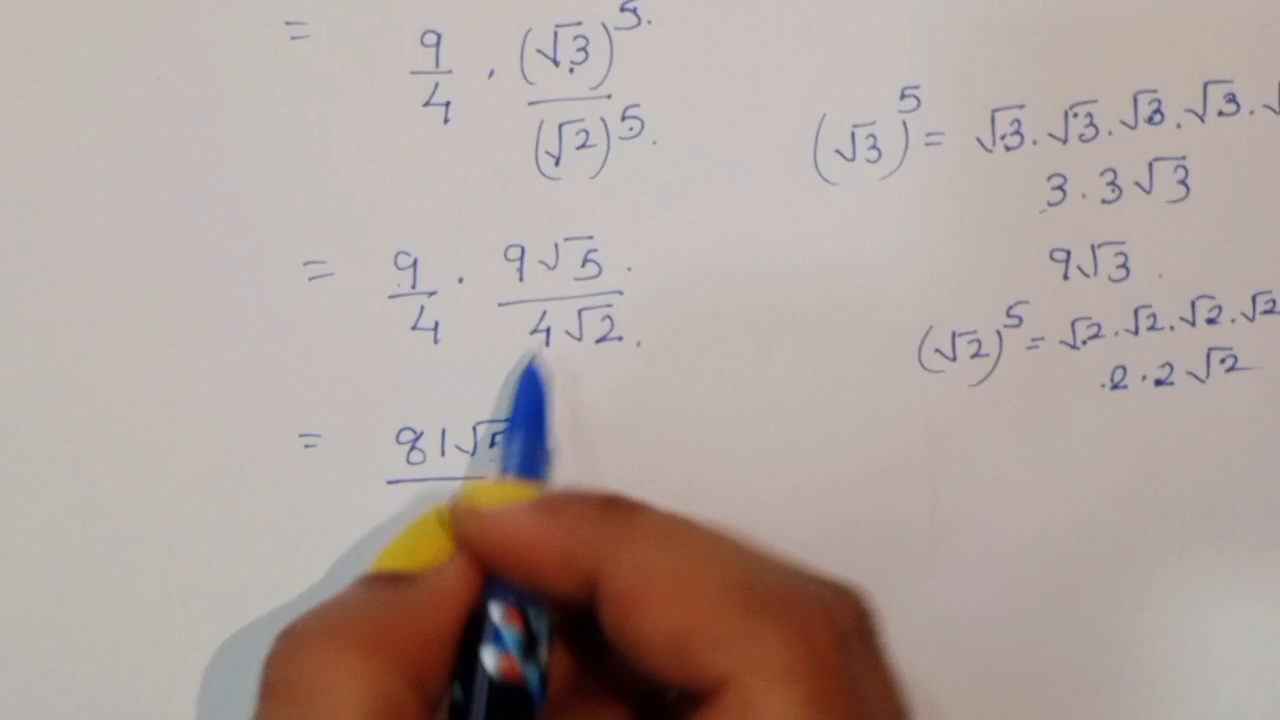 = 9/4 · (√3)^5 / (√2)^5.
= 9/4 · 9√5 / 4√2.
= 81√5
(√3)^5 = √3.√3.√3.√3.√
3.3√3
9√3
(√2)^5 = √2.√2.√2.√2
2.2√2